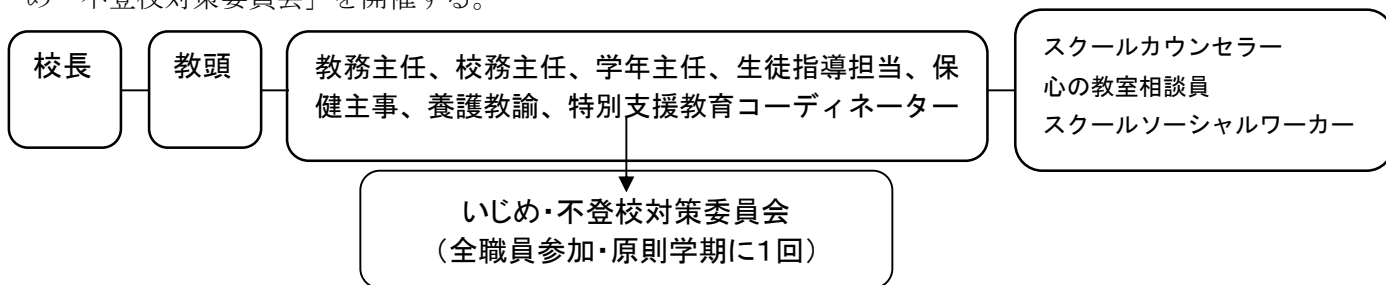 め・不登校対策委員会」を開催する。
校長
教頭
教務主任、校務主任、学年主任、生徒指導担当、保
健主事、養護教諭、特別支援教育コーディネーター
スクールカウンセラー
心の教室相談員
スクールソーシャルワーカー
いじめ・不登校対策委員会
（全職員参加・原則学期に１回）